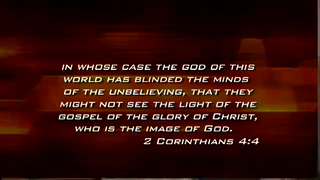 in whose case the god of this
world has blinded the minds
of the unbelieving, that they
might not see the light of the
gospel of the glory of Christ,
who is the image of God.
2 Corinthians 4:4